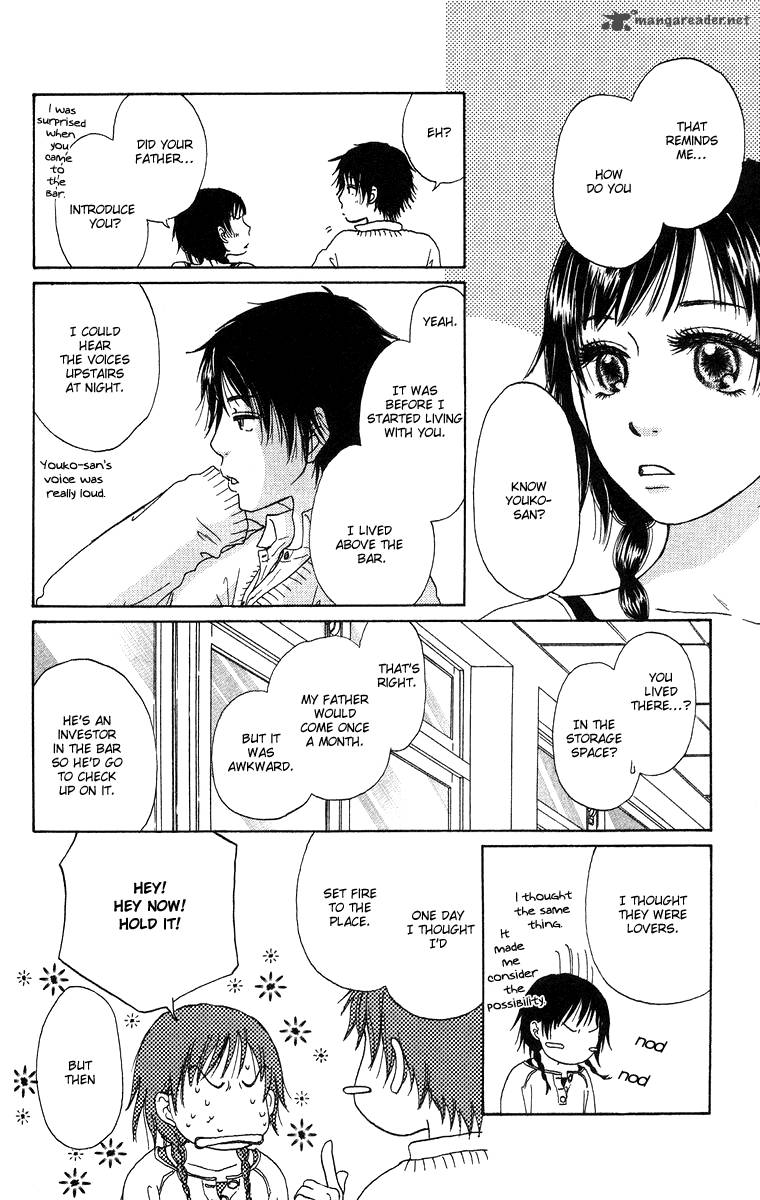 mangareader.net
THAT
REMINDS
ME...
HOW
DO YOU
KNOW
YOUKO-
SAN?
EH?
DID YOUR
FATHER...
INTRODUCE
YOU?
I was
surprised
when
you
came
to
the
bar.
YEAH.
IT WAS
BEFORE I
STARTED LIVING
WITH YOU.
I LIVED
ABOVE THE
BAR.
I COULD
HEAR
THE VOICES
UPSTAIRS
AT NIGHT.
Youko-san's
voice was
really loud.
YOU
LIVED
THERE...?
IN THE
STORAGE
SPACE?
THAT'S
RIGHT.
MY FATHER
WOULD
COME ONCE
A MONTH.
BUT IT
WAS
AWKWARD.
HE'S AN
INVESTOR
IN THE BAR
SO HE'D GO
TO CHECK
UP ON IT.
I THOUGHT
THEY WERE
LOVERS.
I thought
the same
thing.
It
made
me
consider
the
possibility.
nod
nod
ONE DAY
I THOUGHT
I'D
SET FIRE
TO THE
PLACE.
HEY!
HEY NOW!
HOLD IT!
BUT
THEN